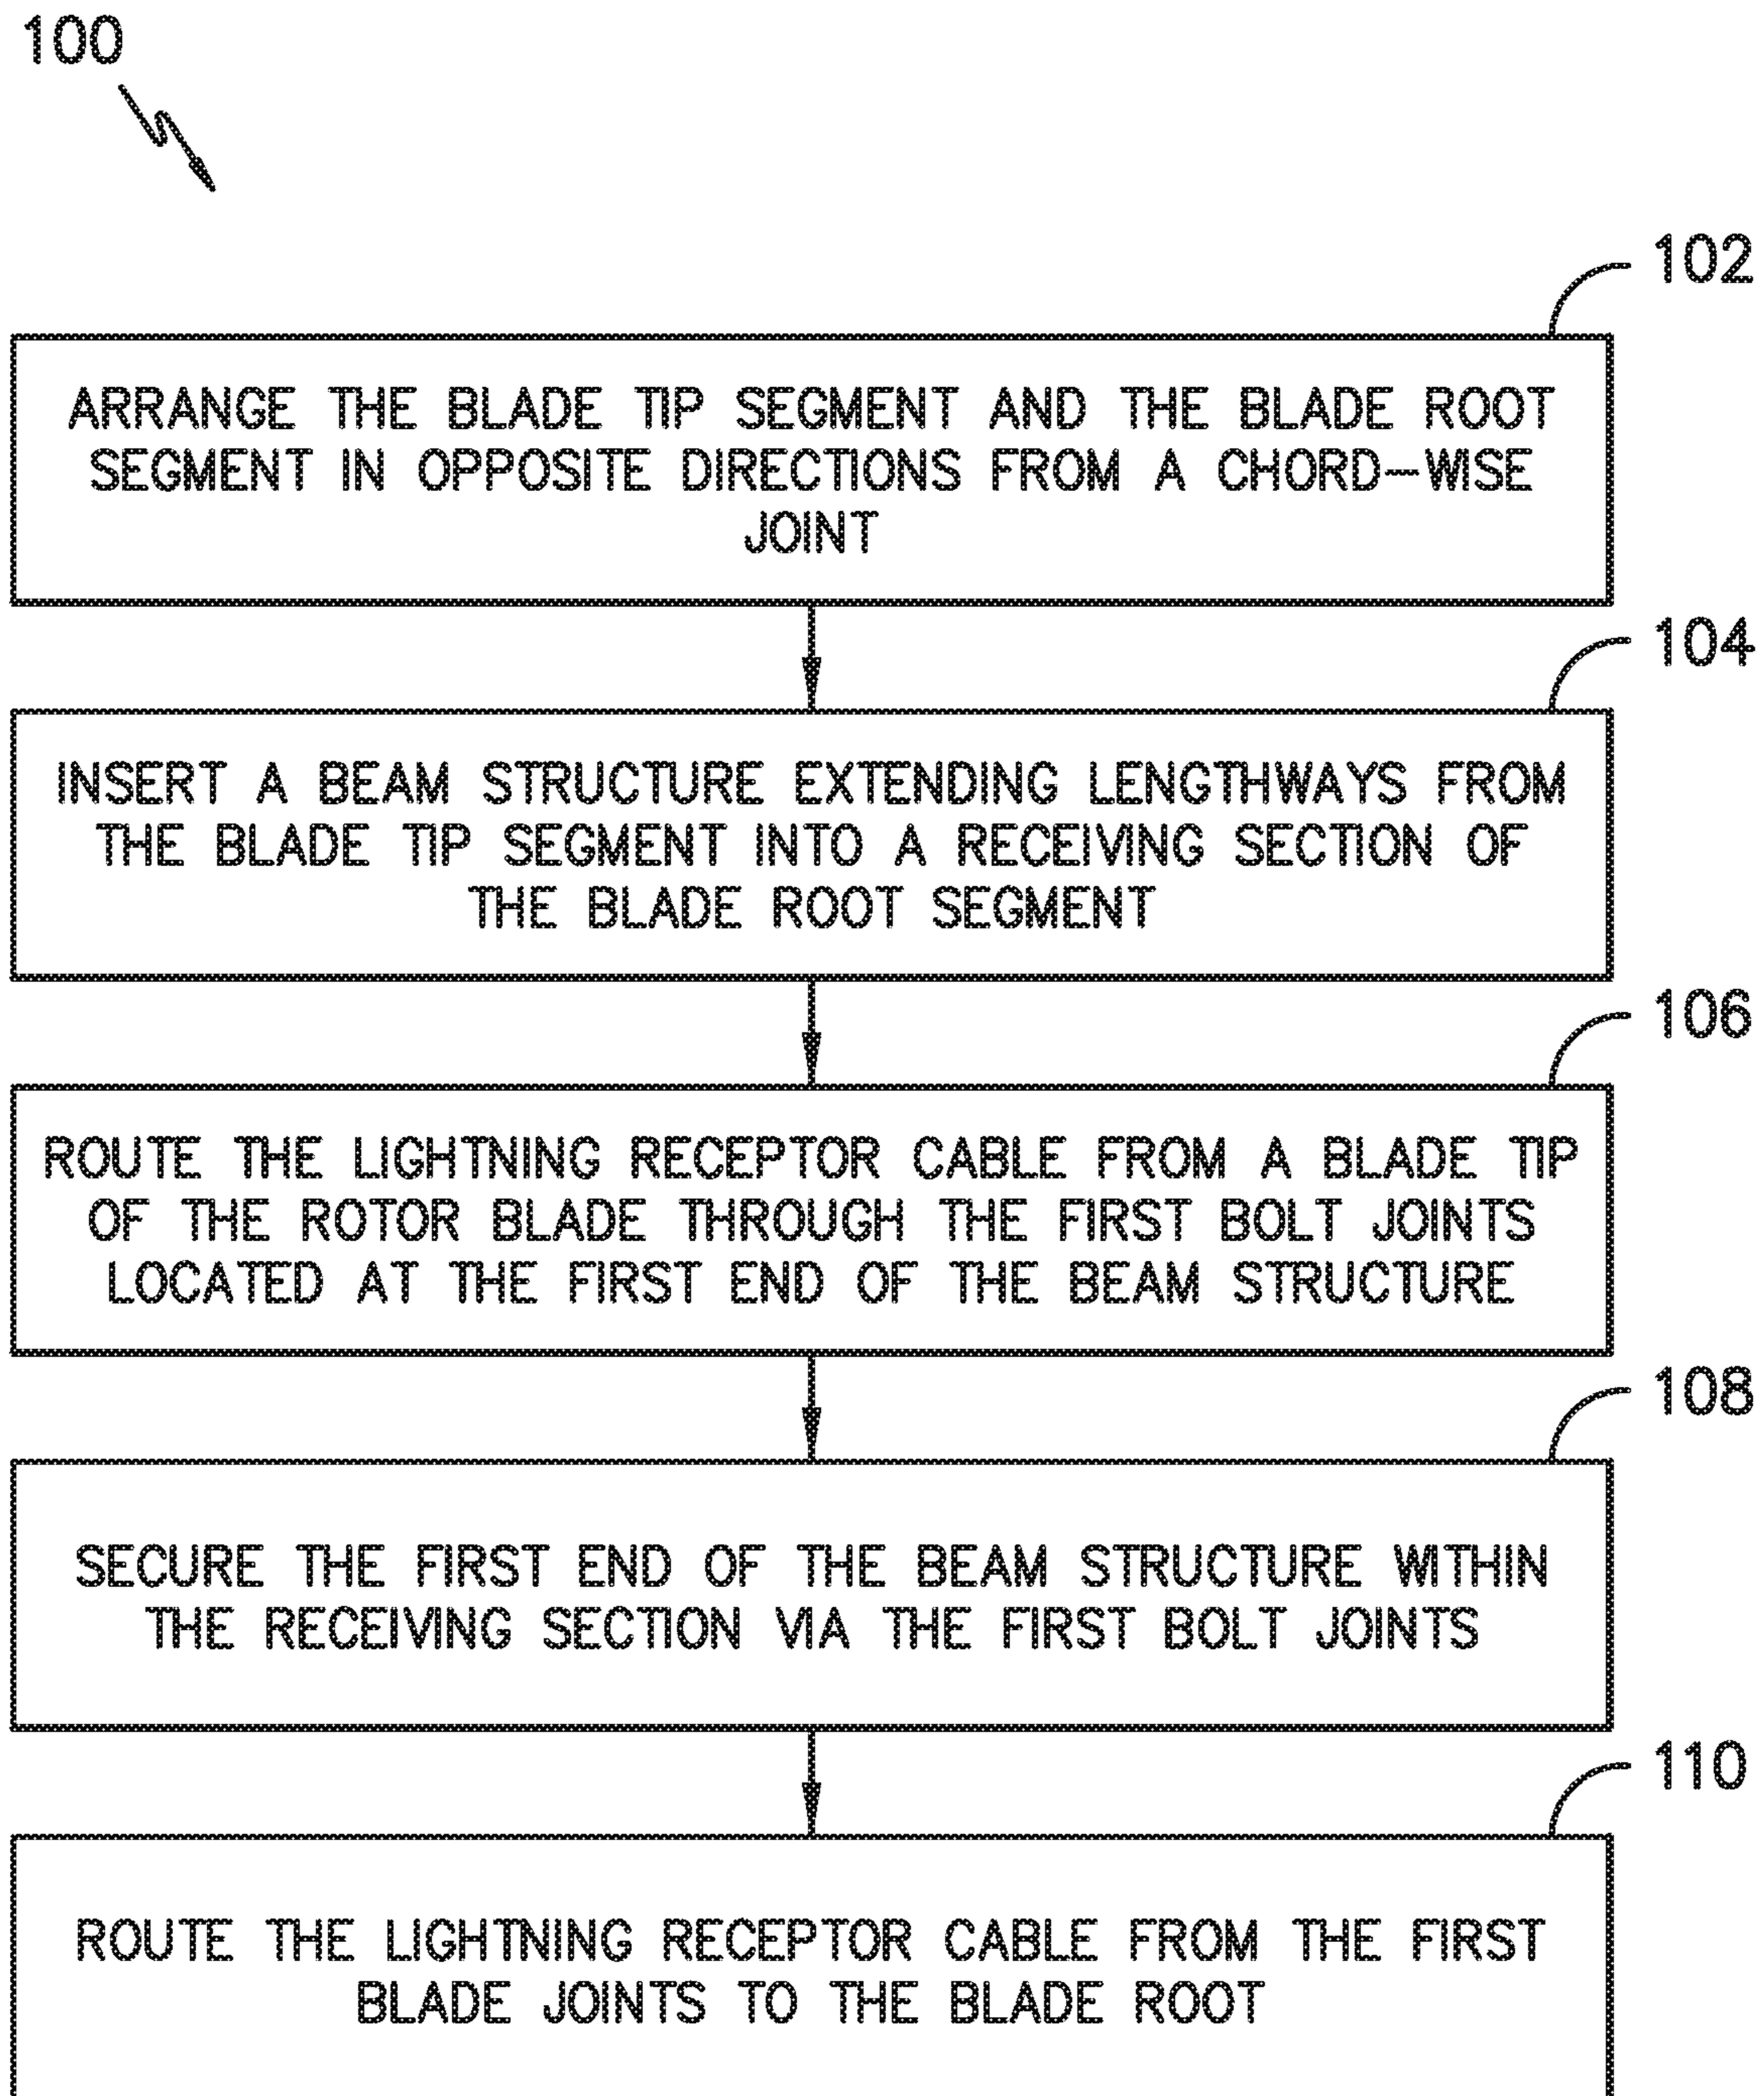 100
102
ARRANGE THE BLADE TIP SEGMENT AND THE BLADE ROOT
SEGMENT IN OPPOSITE DIRECTIONS FROM A CHORD-WISE
JOINT
104
INSERT A BEAM STRUCTURE EXTENDING LENGTHWAYS FROM
THE BLADE TIP SEGMENT INTO A RECEIVING SECTION OF
THE BLADE ROOT SEGMENT
106
ROUTE THE LIGHTNING RECEPTOR CABLE FROM A BLADE TIP
OF THE ROTOR BLADE THROUGH THE FIRST BOLT JOINTS
LOCATED AT THE FIRST END OF THE BEAM STRUCTURE
108
SECURE THE FIRST END OF THE BEAM STRUCTURE WITHIN
THE RECEIVING SECTION VIA THE FIRST BOLT JOINTS
110
ROUTE THE LIGHTNING RECEPTOR CABLE FROM THE FIRST
BLADE JOINTS TO THE BLADE ROOT